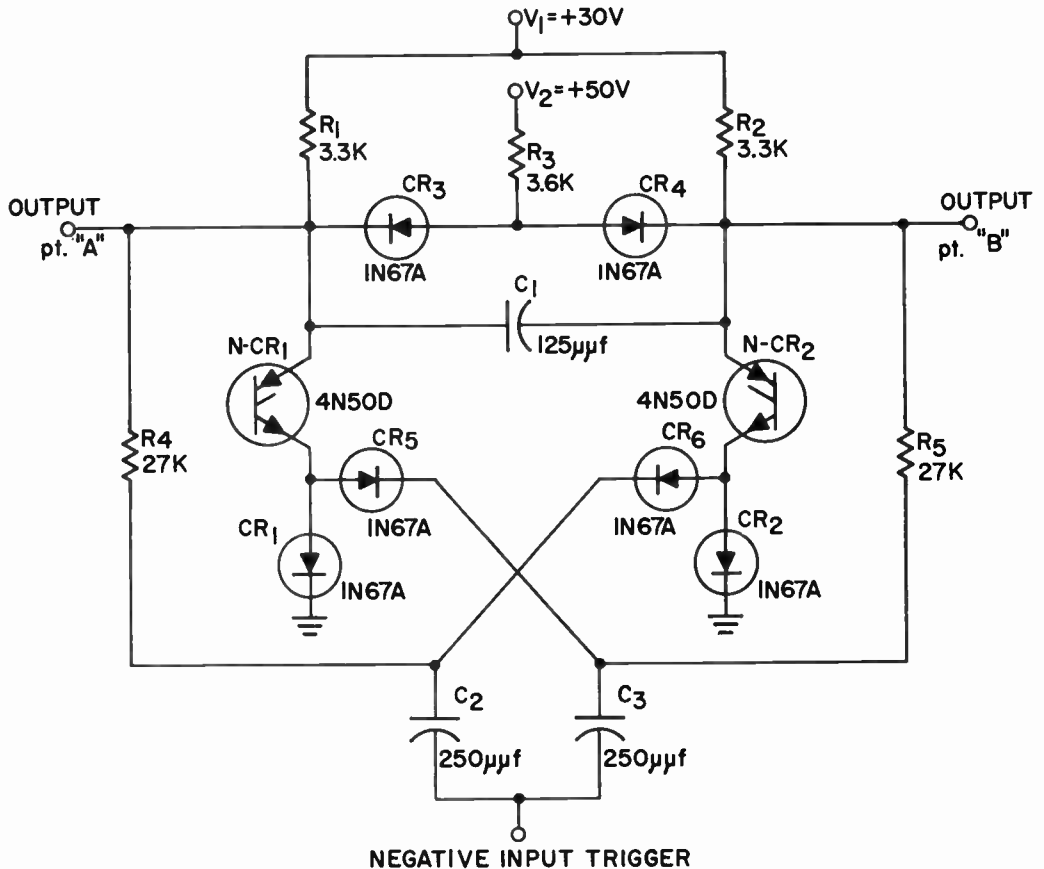 V1=+30V
V2=+50V
R1
3.3K
R2
3.3K
R3
3.6K
CR3
CR4
OUTPUT
pt. "A"
OUTPUT
pt. "B"
IN67A
IN67A
C1
125µµf
N-CR1
N-CR2
4N50D
4N50D
R4
27K
CR5
CR6
R5
27K
IN67A
IN67A
CR1
CR2
IN67A
IN67A
C2
C3
250µµf
250µµf
NEGATIVE INPUT TRIGGER